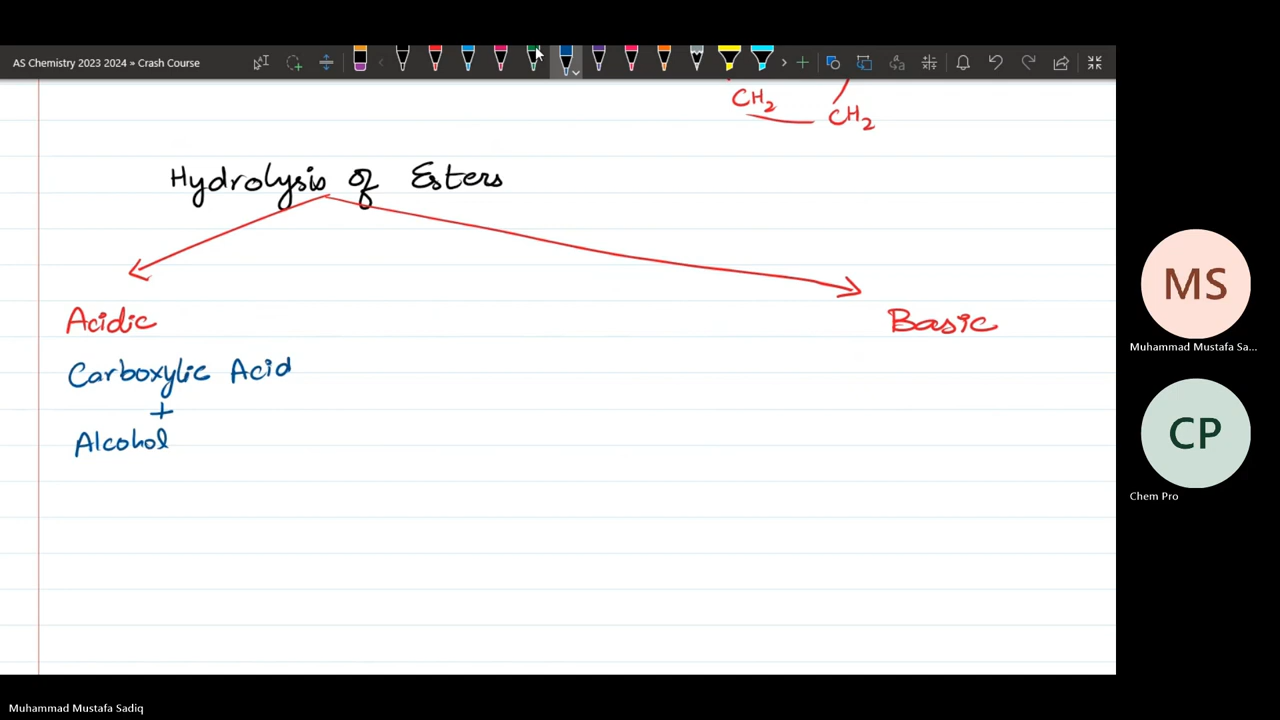 AS Chemistry 2023 2024 » Crash Course
CH2
CH2
Hydrolysis of Esters
Acidic
Basic
Carboxylic Acid
+
Alcohol
MS
Muhammad Mustafa Sa...
CP
Chem Pro
Muhammad Mustafa Sadiq